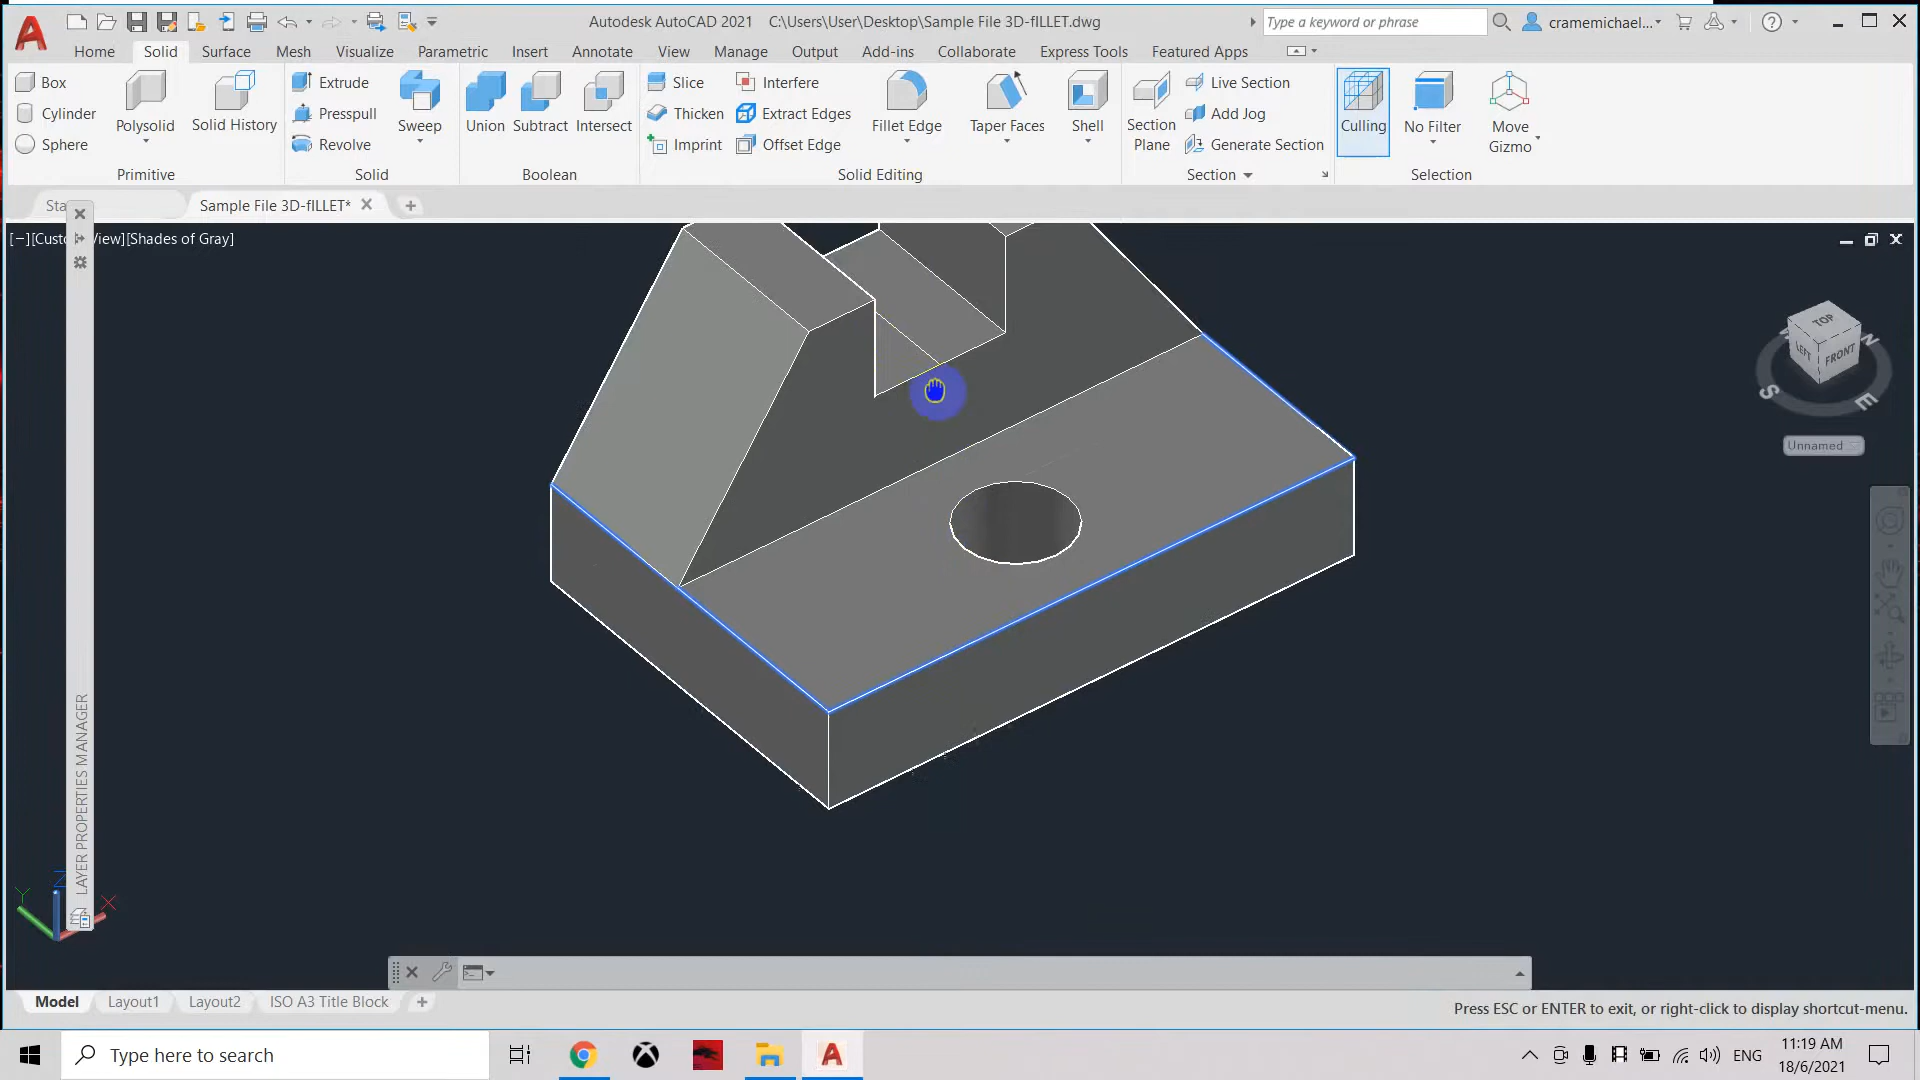 Autodesk AutoCAD 2021 C:\Users\User\Desktop\Sample File 3D-fILLET.dwg
Type a keyword or phrase
cramemichael...
Home Solid Surface Mesh Visualize Parametric Insert Annotate View Manage Output Add-ins Collaborate Express Tools Featured Apps
Box
Cylinder
Sphere
Polysolid
Solid History
Primitive
Extrude
Presspull
Revolve
Sweep
Solid
Union
Subtract
Intersect
Boolean
Slice
Thicken
Imprint
Interfere
Extract Edges
Offset Edge
Fillet Edge
Taper Faces
Shell
Solid Editing
Section
Plane
Live Section
Add Jog
Generate Section
Section
Culling
No Filter
Move
Gizmo
Selection
Sta
Sample File 3D-fILLET*
[−][Custo View][Shades of Gray]
TOP
LEFT
FRONT
N
S
E
Unnamed
LAYER PROPERTIES MANAGER
Z
Y
X
Model Layout1 Layout2 ISO A3 Title Block
Press ESC or ENTER to exit, or right-click to display shortcut-menu.
Type here to search
ENG
11:19 AM
18/6/2021